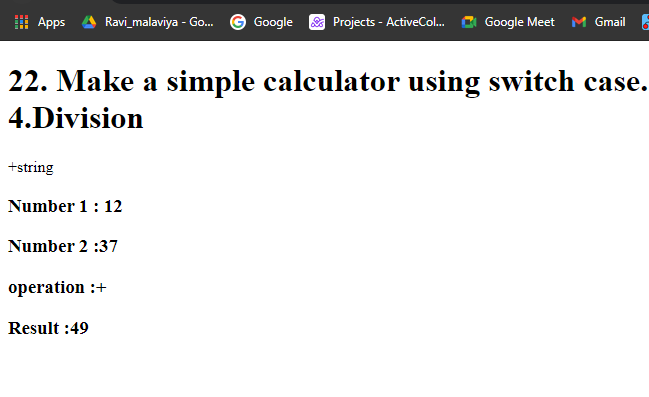 Apps Ravi_malaviya - Go... Google Projects - ActiveCol... Google Meet Gmail
22. Make a simple calculator using switch case.
4.Division
+string
Number 1 : 12
Number 2 :37
operation :+
Result :49